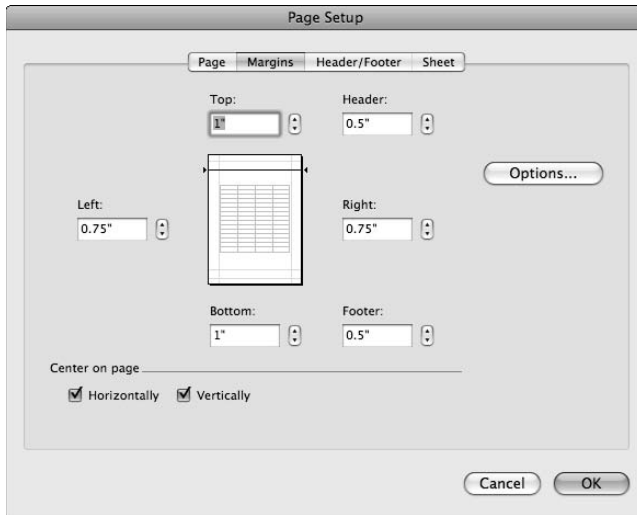 Page Setup
Page Margins Header/Footer Sheet
Top: Header:
1" 0.5"
Options...
Left: Right:
0.75" 0.75"
Bottom: Footer:
1" 0.5"
Center on page
Horizontally Vertically
Cancel OK